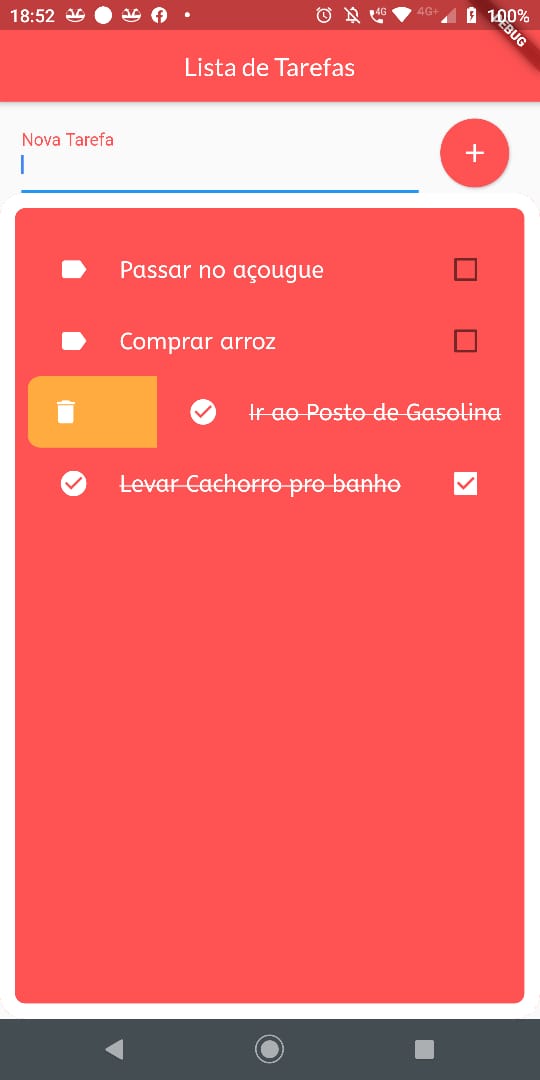 18:52 4G 4G+ 100%
DEBUG
Lista de Tarefas
Nova Tarefa
Passar no açougue
Comprar arroz
Ir ao Posto de Gasolina
Levar Cachorro pro banho